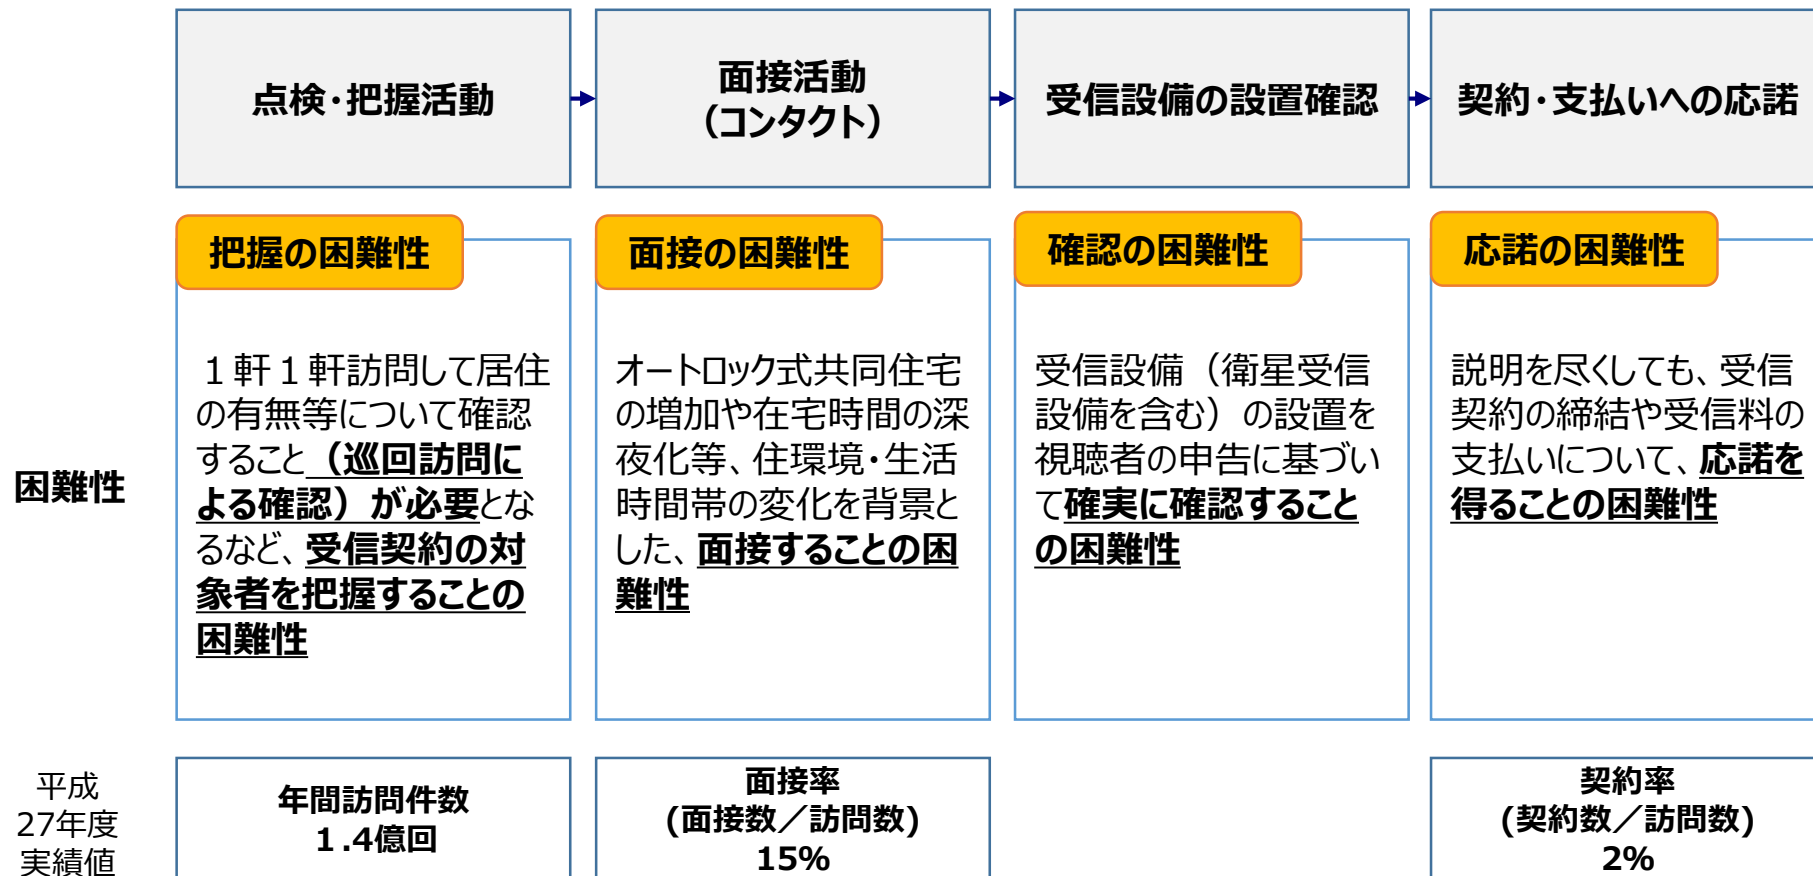 点検・把握活動
面接活動
（コンタクト）
受信設備の設置確認
契約・支払いへの応諾
困難性
把握の困難性
１軒１軒訪問して居住
の有無等について確認
すること（巡回訪問に
よる確認）が必要とな
るなど、受信契約の対
象者を把握することの
困難性
面接の困難性
オートロック式共同住宅
の増加や在宅時間の深
夜化等、住環境・生活
時間帯の変化を背景と
した、面接することの困
難性
確認の困難性
受信設備（衛星受信
設備を含む）の設置を
視聴者の申告に基づい
て確実に確認すること
の困難性
応諾の困難性
説明を尽くしても、受信
契約の締結や受信料の
支払いについて、応諾を
得ることの困難性
平成
27年度
実績値
年間訪問件数
１.4億回
面接率
(面接数／訪問数)
15%
契約率
(契約数／訪問数)
2%